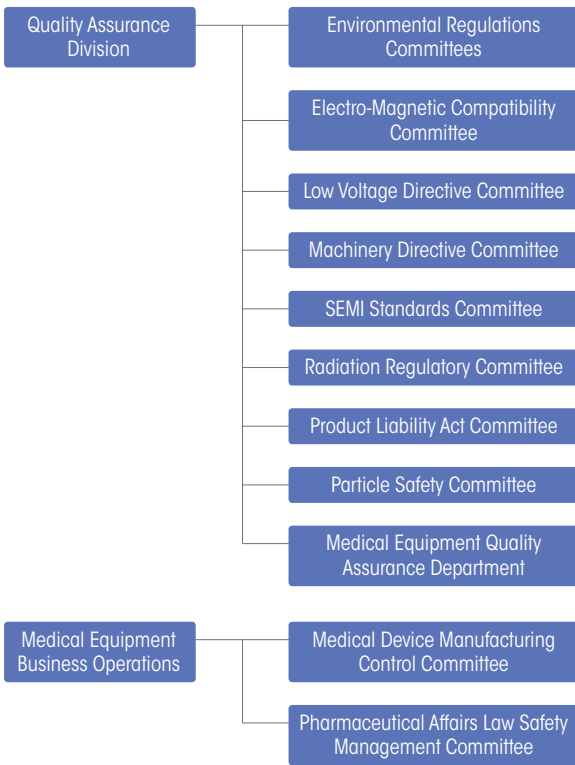 Quality Assurance
Division
Environmental Regulations
Committees
Electro-Magnetic Compatibility
Committee
Low Voltage Directive Committee
Machinery Directive Committee
SEMI Standards Committee
Radiation Regulatory Committee
Product Liability Act Committee
Particle Safety Committee
Medical Equipment Quality
Assurance Department
Medical Equipment
Business Operations
Medical Device Manufacturing
Control Committee
Pharmaceutical Affairs Law Safety
Management Committee